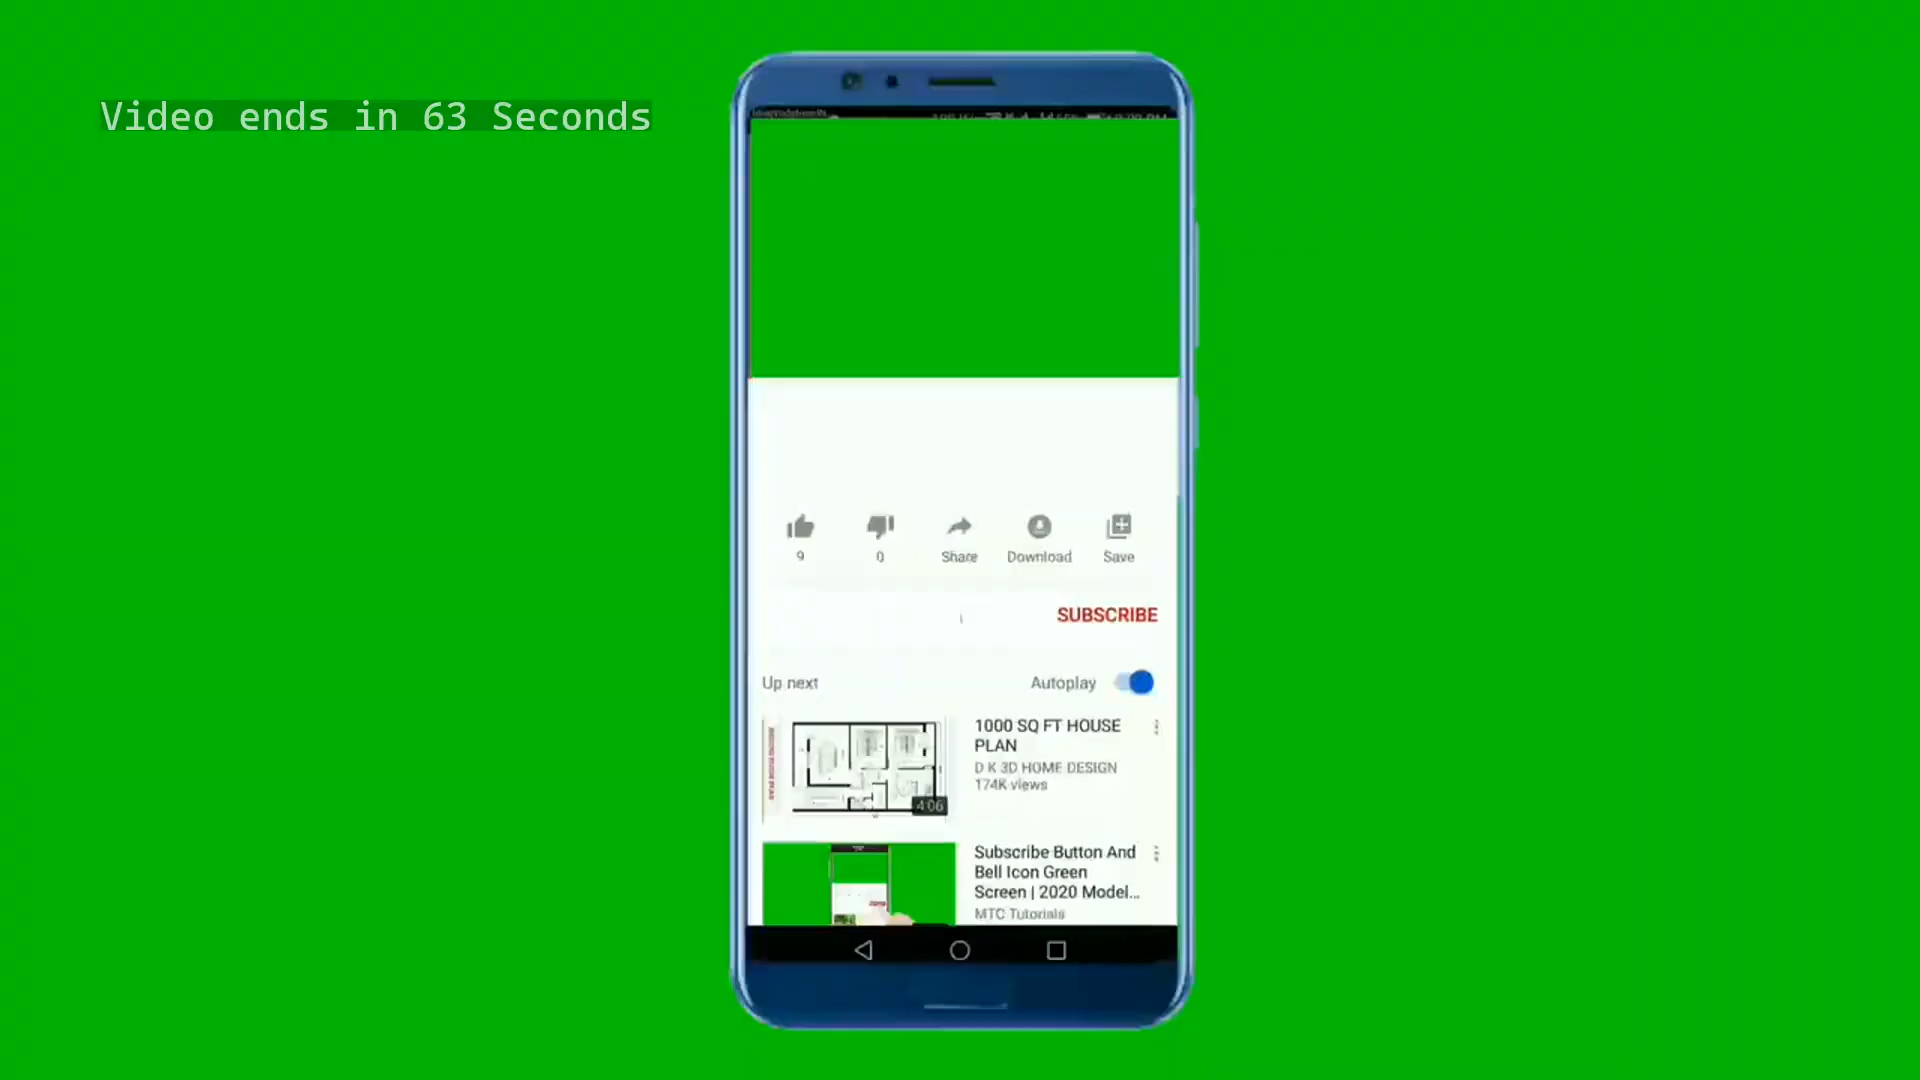 Video ends in 63 Seconds
9
0
Share
Download
Save
SUBSCRIBE
Up next
Autoplay
1000 SQ FT HOUSE
PLAN
D K 3D HOME DESIGN
174K views
4:06
Subscribe Button And
Bell Icon Green
Screen | 2020 Model...
MTC Tutorials